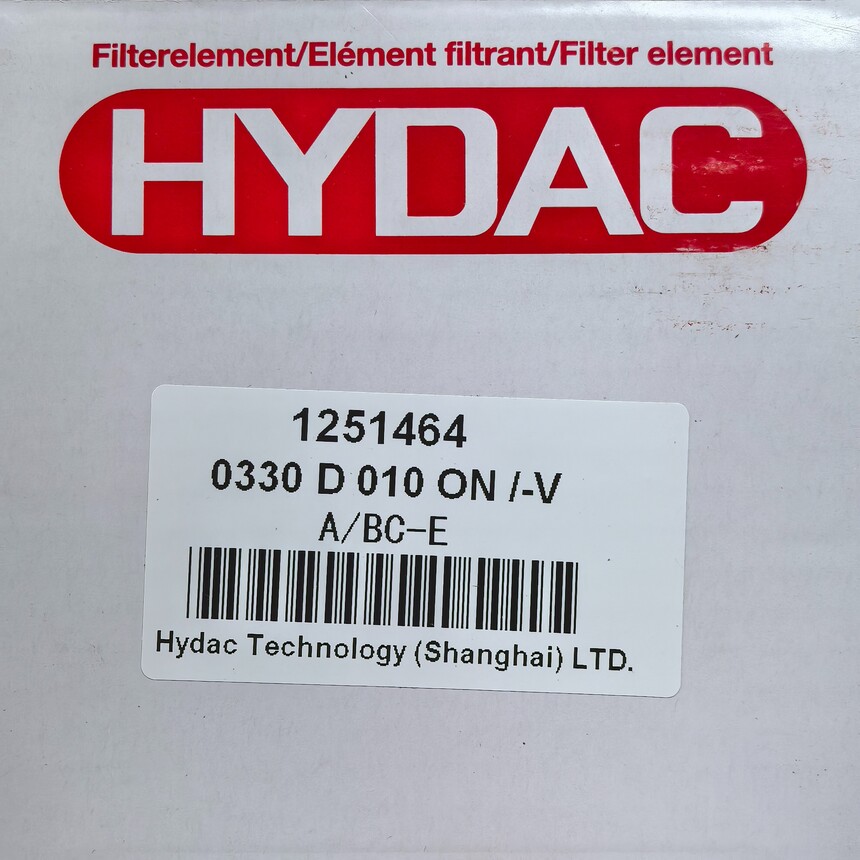 Filterelement/Elément filtrant/Filter element
HYDAC
1251464
0330 D 010 ON /-V
A/BC-E
Hydac Technology (Shanghai) LTD.